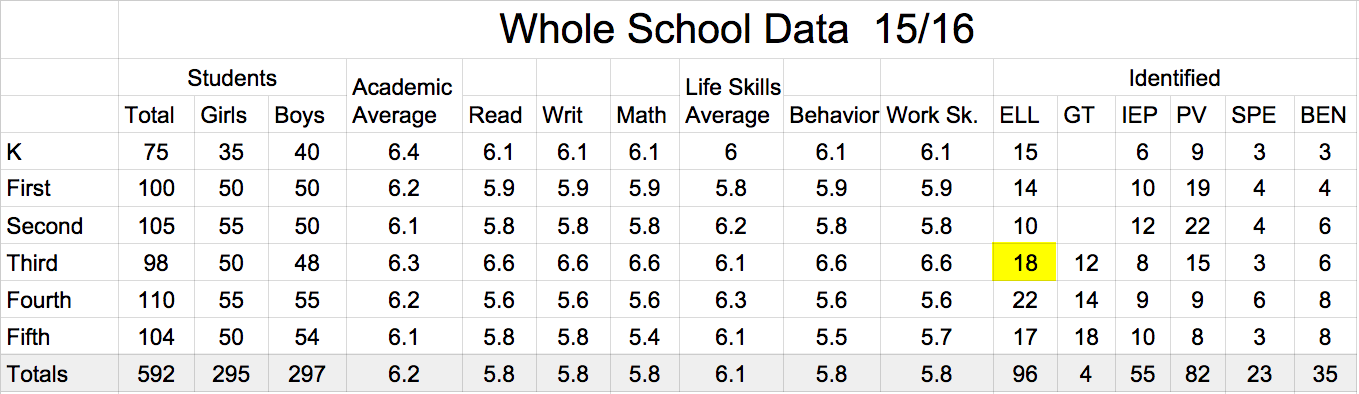 Whole School Data 15/16
Students Identified
Academic Life Skills
Total Girls Boys Average Read Writ Math Average Behavior Work Sk. ELL GT IEP PV SPE BEN
K 75 35 40 6.4 6.1 6.1 6.1 6 6.1 6.1 15 6 9 3 3
First 100 50 50 6.2 5.9 5.9 5.9 5.8 5.9 5.9 14 10 19 4 4
Second 105 55 50 6.1 5.8 5.8 5.8 6.2 5.8 5.8 10 12 22 4 6
Third 98 50 48 6.3 6.6 6.6 6.6 6.1 6.6 6.6 18 12 8 15 3 6
Fourth 110 55 55 6.2 5.6 5.6 5.6 6.3 5.6 5.6 22 14 9 9 6 8
Fifth 104 50 54 6.1 5.8 5.8 5.4 6.1 5.5 5.7 17 18 10 8 3 8
Totals 592 295 297 6.2 5.8 5.8 5.8 6.1 5.8 5.8 96 4 55 82 23 35